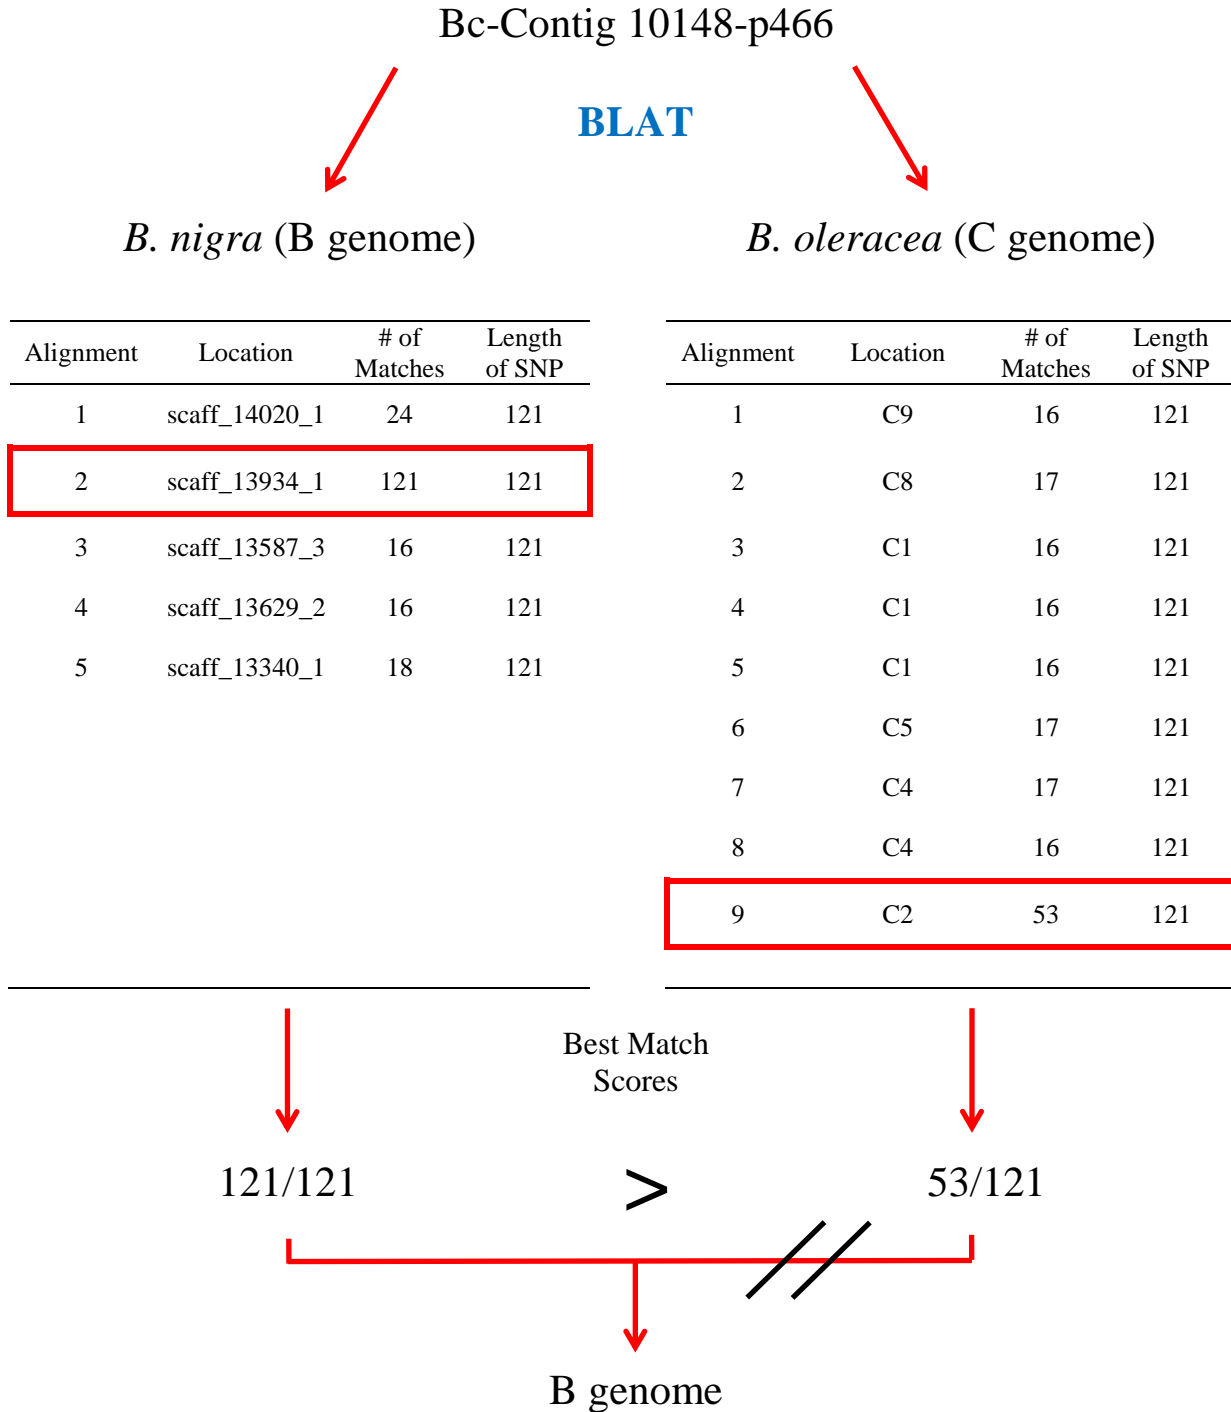 Bc-Contig 10148-p466
BLAT
B. nigra (B genome)
Alignment Location # of Matches Length of SNP
1 scaff_14020_1 24 121
2 scaff_13934_1 121 121
3 scaff_13587_3 16 121
4 scaff_13629_2 16 121
5 scaff_13340_1 18 121
B. oleracea (C genome)
Alignment Location # of Matches Length of SNP
1 C9 16 121
2 C8 17 121
3 C1 16 121
4 C1 16 121
5 C1 16 121
6 C5 17 121
7 C4 17 121
8 C4 16 121
9 C2 53 121
Best Match
Scores
121/121 > 53/121
B genome